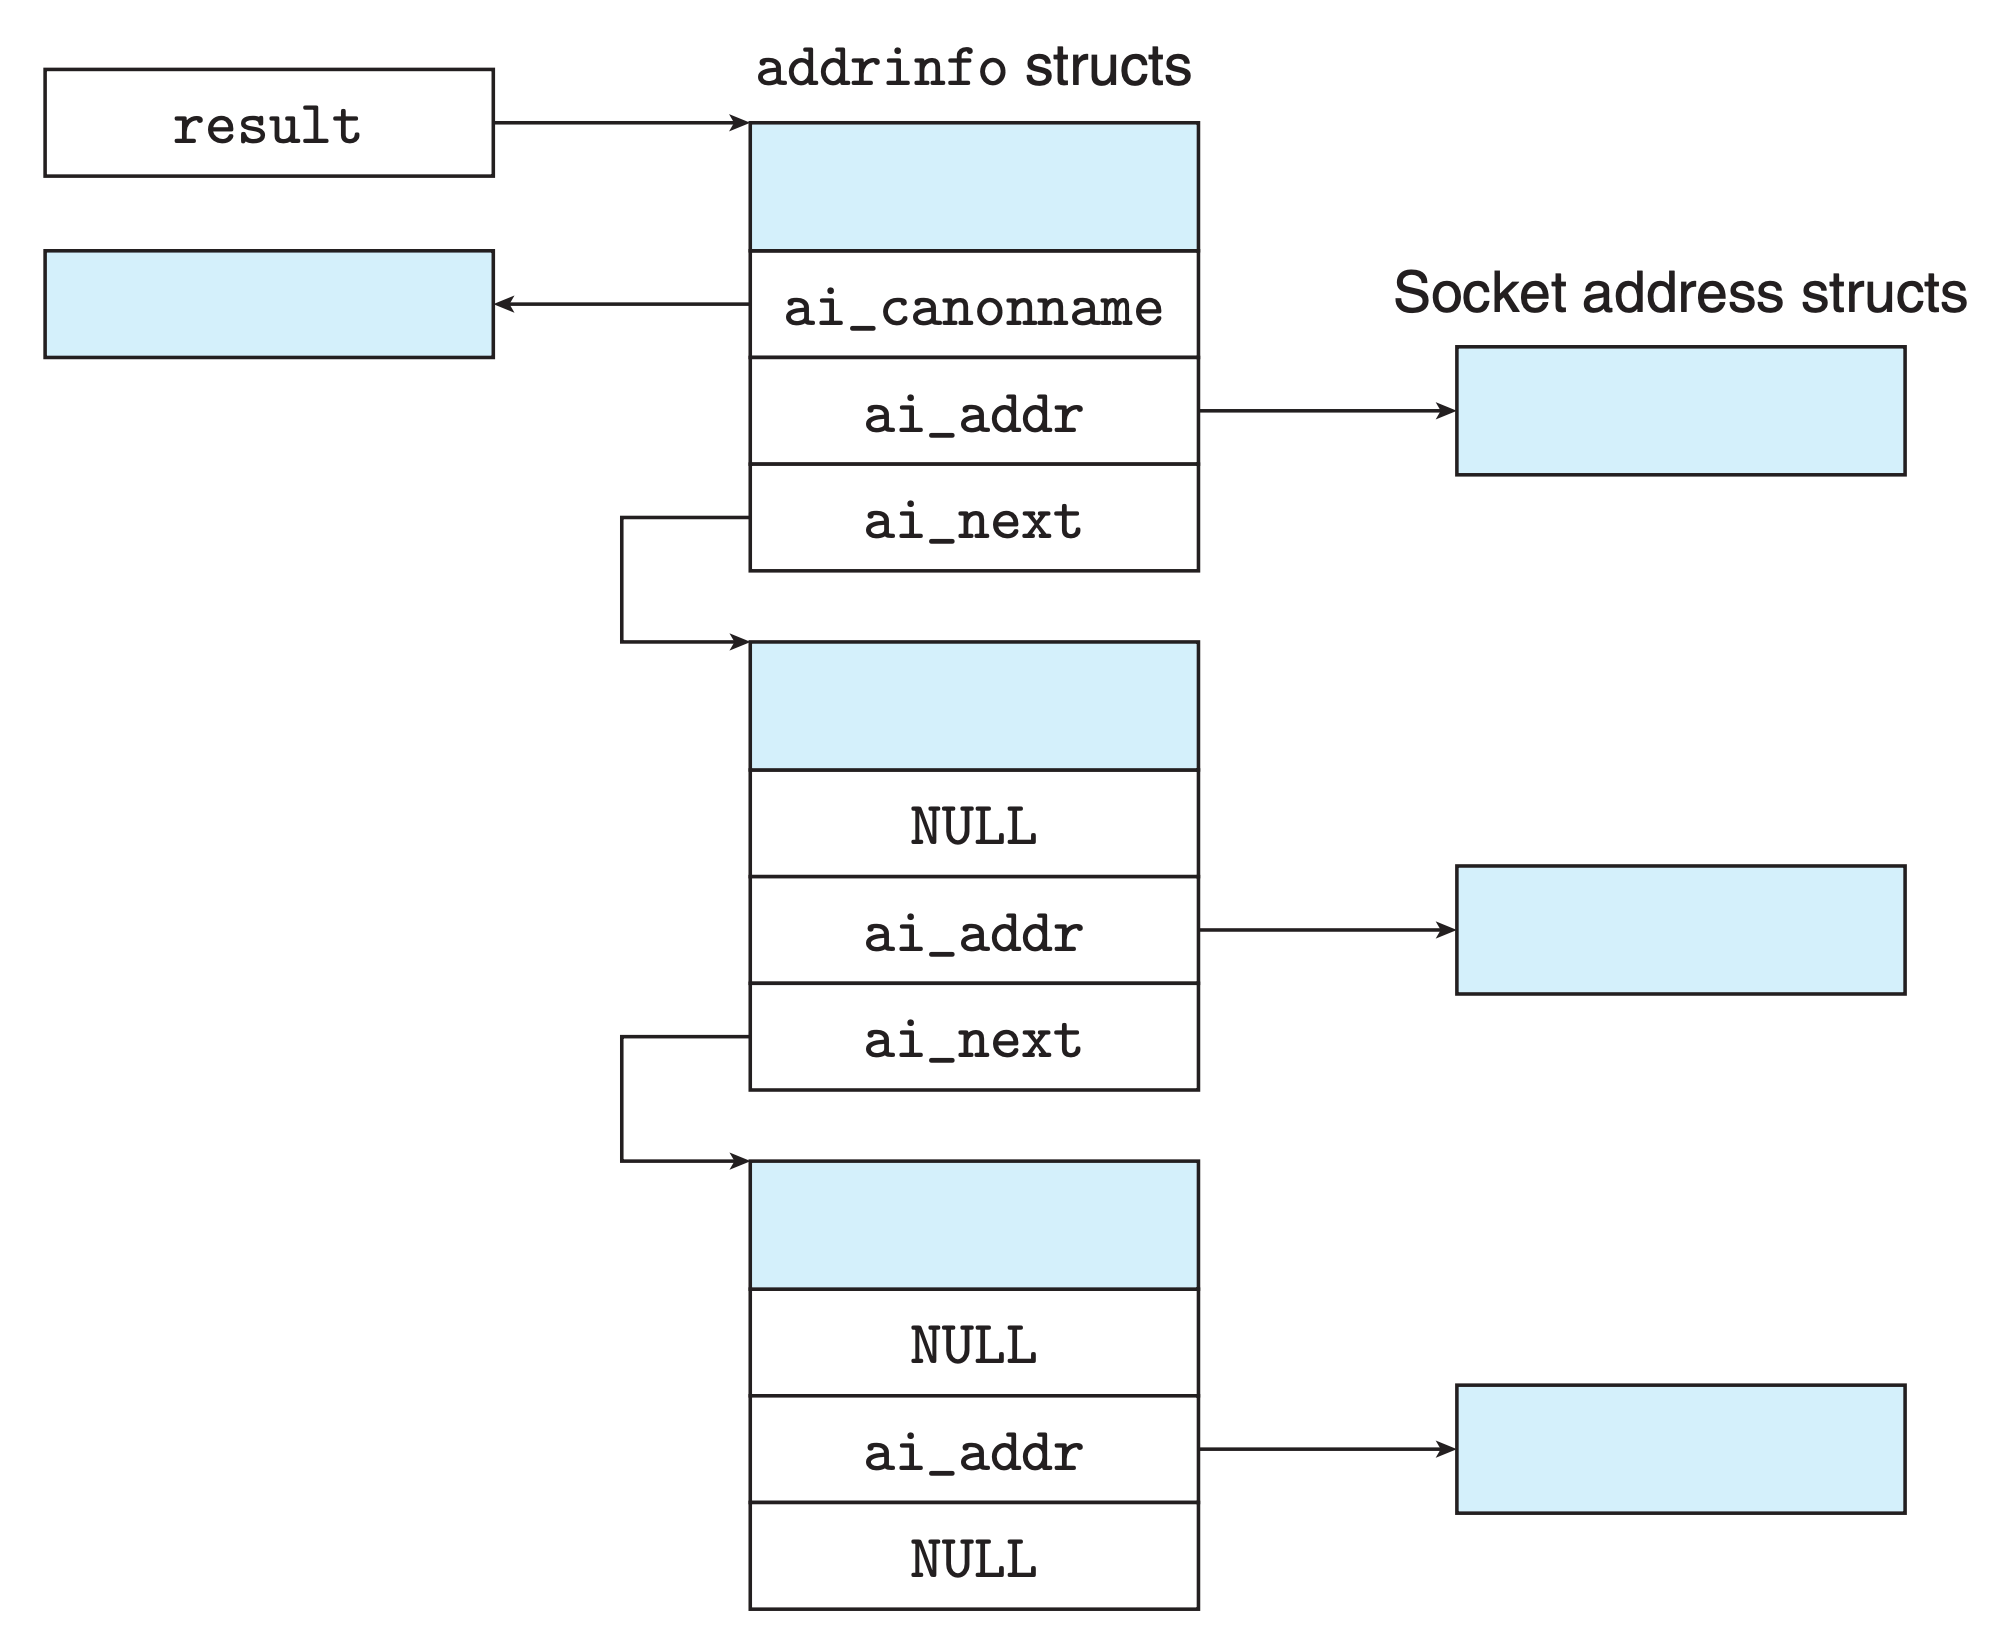 addrinfo structs
result
ai_canonname
Socket address structs
ai_addr
ai_next
NULL
ai_addr
ai_next
NULL
ai_addr
NULL